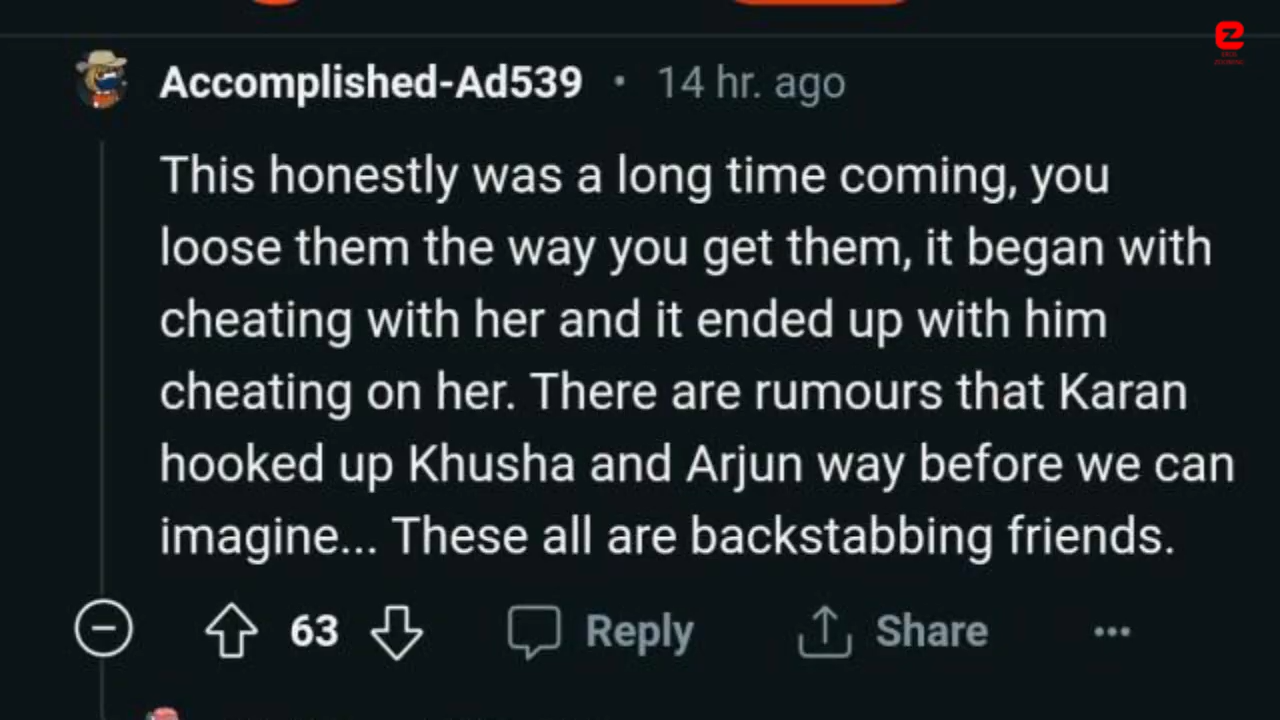 Accomplished-Ad539 • 14 hr. ago
This honestly was a long time coming, you
loose them the way you get them, it began with
cheating with her and it ended up with him
cheating on her. There are rumours that Karan
hooked up Khusha and Arjun way before we can
imagine... These all are backstabbing friends.
63 Reply Share